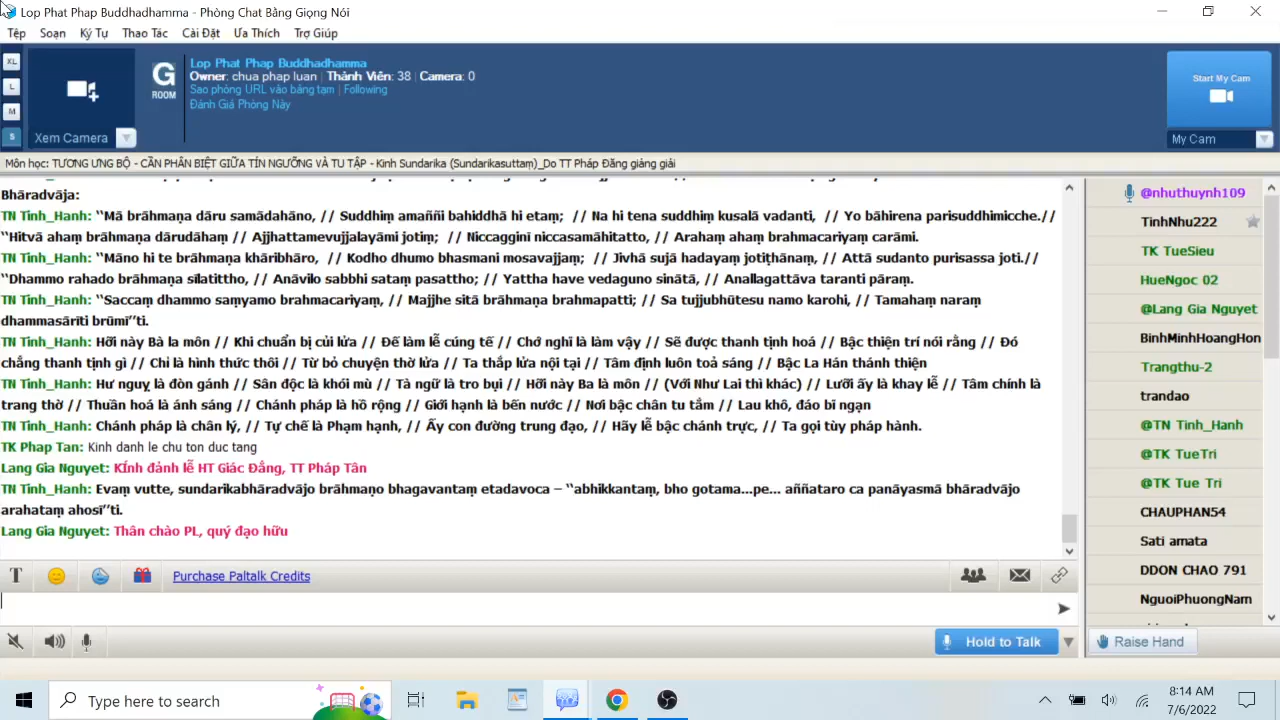 Lop Phat Phap Buddhadhamma - Phòng Chat Bằng Giọng Nói
Tệp Soạn Ký Tự Thao Tác Cài Đặt Ưa Thích Trợ Giúp
XL
L
M
S
Xem Camera
G
ROOM
Lop Phat Phap Buddhadhamma
Owner: chua phap luan | Thành Viên: 38 | Camera: 0
Sao phòng URL vào bảng tạm | Following
Đánh Giá Phòng Này
Start My Cam
My Cam
Môn học: TƯƠNG ƯNG BỘ - CẦN PHÂN BIỆT GIỮA TÍN NGƯỠNG VÀ TU TẬP - Kinh Sundarika (Sundarikasuttaṃ)_Do TT Pháp Đăng giảng giải
Bhāradvāja:
TN Tinh_Hanh: ‘‘Mā brāhmaṇa dāru samādahāno, // Suddhiṃ amaññi bahiddhā hi etaṃ; // Na hi tena suddhiṃ kusalā vadanti, // Yo bāhirena parisuddhimicche.//
‘‘Hitvā ahaṃ brāhmaṇa dārudāhaṃ // Ajjhattamevujjalayāmi jotiṃ; // Niccagginī niccasamāhitatto, // Arahaṃ ahaṃ brahmacariyaṃ carāmi.
TN Tinh_Hanh: ‘‘Māno hi te brāhmaṇa khāribhāro, // Kodho dhumo bhasmani mosavajjaṃ; // Jivhā sujā hadayaṃ jotiṭhānaṃ, // Attā sudanto purisassa joti.//
‘‘Dhammo rahado brāhmaṇa sīlatittho, // Anāvilo sabbhi sataṃ pasattho; // Yattha have vedaguno sinātā, // Anallagattāva taranti pāraṃ.
TN Tinh_Hanh: ‘‘Saccaṃ dhammo saṃyamo brahmacariyaṃ, // Majjhe sitā brāhmaṇa brahmapatti; // Sa tujjubhūtesu namo karohi, // Tamahaṃ naraṃ
dhammasārīti brūmī’’ti.
TN Tinh_Hanh: Hỡi này Bà la môn // Khi chuẩn bị củi lửa // Để làm lễ cúng tế // Chớ nghĩ là làm vậy // Sẽ được thanh tịnh hoá // Bậc thiện trí nói rằng // Đó
chẳng thanh tịnh gì // Chỉ là hình thức thôi // Từ bỏ chuyện thờ lửa // Ta thắp lửa nội tại // Tâm định luôn toả sáng // Bậc La Hán thánh thiện
TN Tinh_Hanh: Hư nguỵ là đòn gánh // Sân độc là khói mù // Tà ngữ là tro bụi // Hỡi này Ba là môn // (Với Như Lai thì khác) // Lưỡi ấy là khay lễ // Tâm chính là
trang thờ // Thuần hoá là ánh sáng // Chánh pháp là hồ rộng // Giới hạnh là bến nước // Nơi bậc chân tu tắm // Lau khô, đáo bỉ ngạn
TN Tinh_Hanh: Chánh pháp là chân lý, // Tự chế là Phạm hạnh, // Ấy con đường trung đạo, // Hãy lễ bậc chánh trực, // Ta gọi tùy pháp hành.
TK Phap Tan: Kinh danh le chu ton duc tang
Lang Gia Nguyet: KÍnh đảnh lễ HT Giác Đẳng, TT Pháp Tân
TN Tinh_Hanh: Evaṃ vutte, sundarikabhāradvājo brāhmaṇo bhagavantaṃ etadavoca – ‘‘abhikkantaṃ, bho gotama...pe... aññataro ca panāyasmā bhāradvājo
arahataṃ ahosī’’ti.
Lang Gia Nguyet: Thân chào PL, quý đạo hữu
@nhuthuynh109
TinhNhu222
TK TueSieu
HueNgoc 02
@Lang Gia Nguyet
BinhMinhHoangHon
Trangthu-2
trandao
@TN Tinh_Hanh
@TK TueTri
@TK Tue Tri
CHAUPHAN54
Sati amata
DDON CHAO 791
NguoiPhuongNam
T
Purchase Paltalk Credits
Hold to Talk
Raise Hand
Type here to search
8:14 AM
7/6/2022